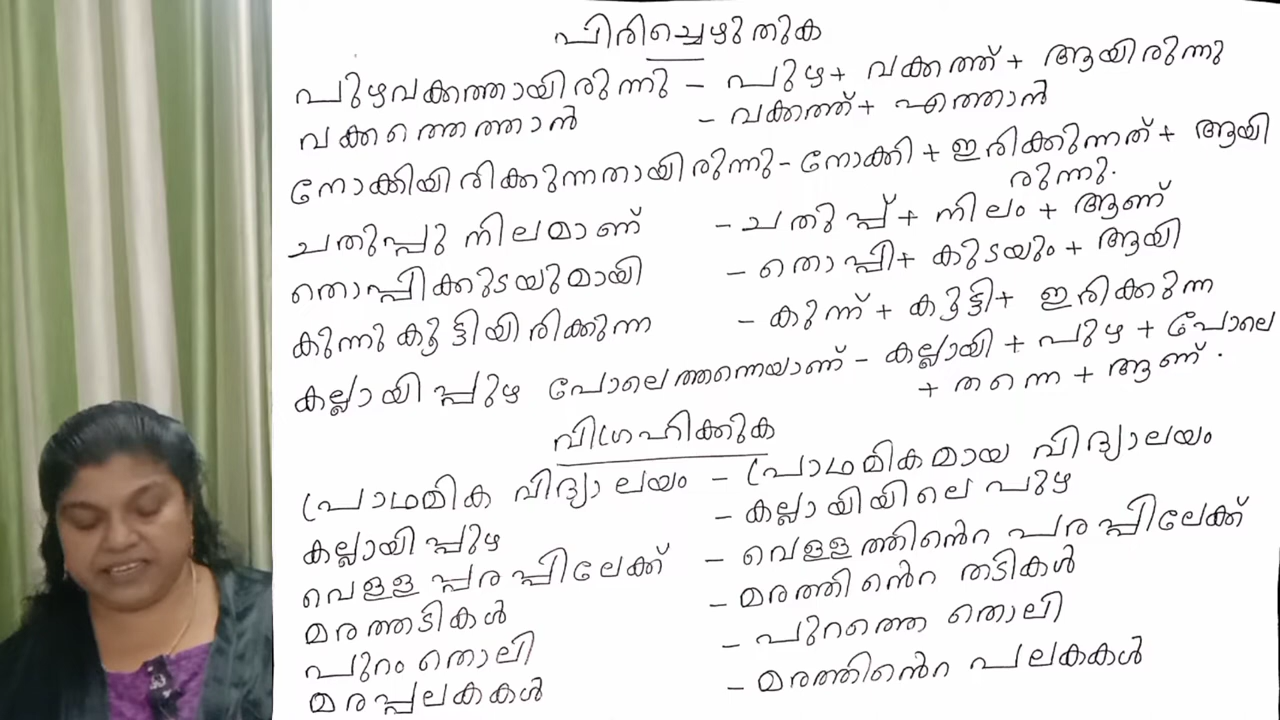 പിരിച്ചെഴുതുക
പുഴവക്കത്തായിരുന്നു - പുഴ + വക്കത്ത് + ആയിരുന്നു
വക്കത്തെത്താൻ - വക്കത്ത് + എത്താൻ
നോക്കിയിരിക്കുന്നതായിരുന്നു - നോക്കി + ഇരിക്കുന്നത് + ആയി
രുന്നു.
ചതുപ്പു നിലമാണ് - ചതുപ്പ് + നിലം + ആണ്
തൊപ്പിക്കുടയുമായി - തൊപ്പി + കുടയും + ആയി
കുന്നു കൂട്ടിയിരിക്കുന്ന - കുന്ന് + കൂട്ടി + ഇരിക്കുന്ന
കല്ലായിപ്പുഴ പോലെത്തന്നെയാണ് - കല്ലായി + പുഴ + പോലെ
+ തന്നെ + ആണ്.
വിഗ്രഹിക്കുക
പ്രാഥമിക വിദ്യാലയം - പ്രാഥമികമായ വിദ്യാലയം
കല്ലായിപ്പുഴ - കല്ലായിയിലെ പുഴ
വെള്ളപ്പരപ്പിലേക്ക് - വെള്ളത്തിൻെറ പരപ്പിലേക്ക്
മരത്തടികൾ - മരത്തിൻെറ തടികൾ
പുറംതൊലി - പുറത്തെ തൊലി
മരപ്പലകകൾ - മരത്തിൻെറ പലകകൾ